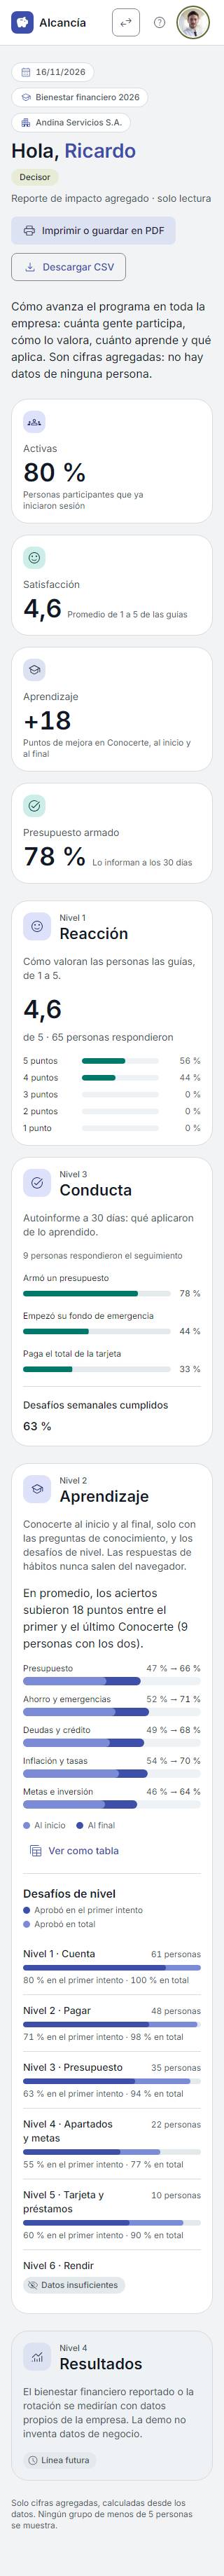 Alcancía
16/11/2026
Bienestar financiero 2026
Andina Servicios S.A.
Hola, Ricardo
Decisor
Reporte de impacto agregado · solo lectura
Imprimir o guardar en PDF
Descargar CSV
Cómo avanza el programa en toda la
empresa: cuánta gente participa,
cómo lo valora, cuánto aprende y qué
aplica. Son cifras agregadas: no hay
datos de ninguna persona.
Activas
80 %
Personas participantes que ya
iniciaron sesión
Satisfacción
4,6 Promedio de 1 a 5 de las guías
Aprendizaje
+18
Puntos de mejora en Conocerte, al inicio y
al final
Presupuesto armado
78 % Lo informan a los 30 días
Nivel 1
Reacción
Cómo valoran las personas las guías,
de 1 a 5.
4,6
de 5 · 65 personas respondieron
5 puntos 56 %
4 puntos 44 %
3 puntos 0 %
2 puntos 0 %
1 punto 0 %
Nivel 3
Conducta
Autoinforme a 30 días: qué aplicaron
de lo aprendido.
9 personas respondieron el seguimiento
Armó un presupuesto
78 %
Empezó su fondo de emergencia
44 %
Paga el total de la tarjeta
33 %
Desafíos semanales cumplidos
63 %
Nivel 2
Aprendizaje
Conocerte al inicio y al final, solo con
las preguntas de conocimiento, y los
desafíos de nivel. Las respuestas de
hábitos nunca salen del navegador.
En promedio, los aciertos
subieron 18 puntos entre el
primer y el último Conocerte (9
personas con los dos).
Presupuesto 47 % → 66 %
Ahorro y emergencias 52 % → 71 %
Deudas y crédito 49 % → 68 %
Inflación y tasas 54 % → 70 %
Metas e inversión 46 % → 64 %
Al inicio Al final
Ver como tabla
Desafíos de nivel
Aprobó en el primer intento
Aprobó en total
Nivel 1 · Cuenta 61 personas
80 % en el primer intento · 100 % en total
Nivel 2 · Pagar 48 personas
71 % en el primer intento · 98 % en total
Nivel 3 · Presupuesto 35 personas
63 % en el primer intento · 94 % en total
Nivel 4 · Apartados 22 personas
y metas
55 % en el primer intento · 77 % en total
Nivel 5 · Tarjeta y 10 personas
préstamos
60 % en el primer intento · 90 % en total
Nivel 6 · Rendir
Datos insuficientes
Nivel 4
Resultados
El bienestar financiero reportado o la
rotación se medirían con datos
propios de la empresa. La demo no
inventa datos de negocio.
Línea futura
Solo cifras agregadas, calculadas desde los
datos. Ningún grupo de menos de 5 personas
se muestra.